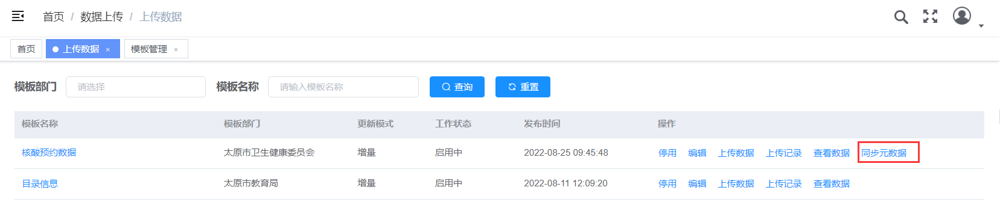 首页 / 数据上传 / 上传数据
首页 上传数据 × 模板管理 ×
模板部门 请选择 模板名称 请输入模板名称 查询 重置
模板名称 模板部门 更新模式 工作状态 发布时间 操作
核酸预约数据 太原市卫生健康委员会 增量 启用中 2022-08-25 09:45:48 停用 编辑 上传数据 上传记录 查看数据 同步元数据
目录信息 太原市教育局 增量 启用中 2022-08-11 12:09:20 停用 编辑 上传数据 上传记录 查看数据